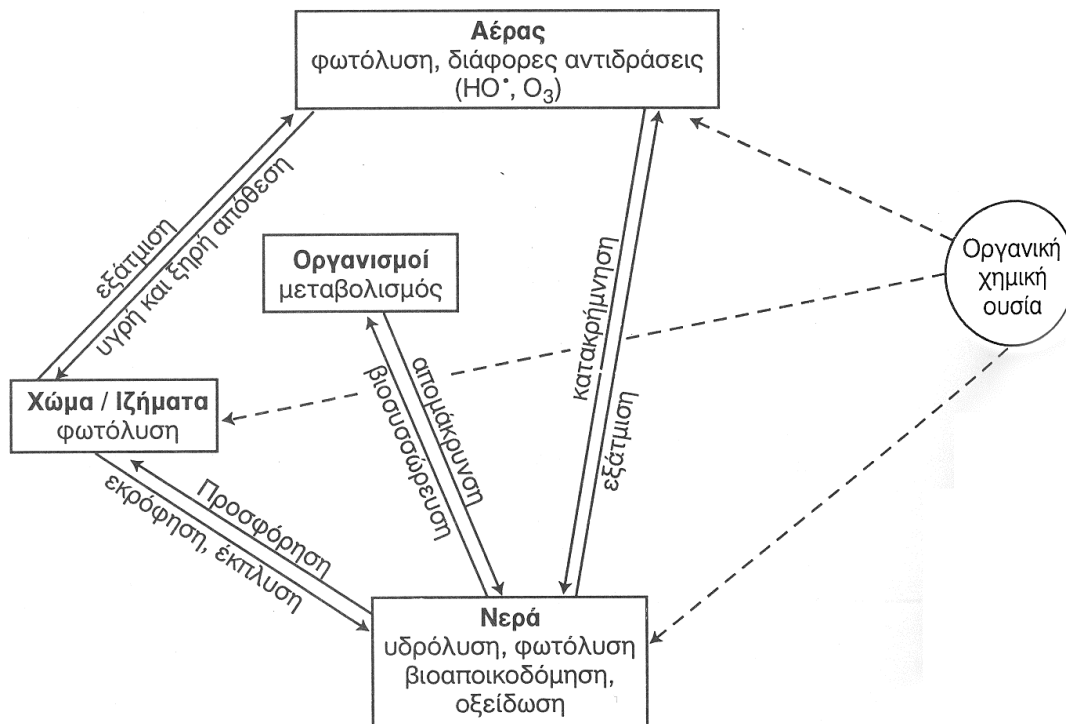 Αέρας
φωτόλυση, διάφορες αντιδράσεις
(HO•, O₃)
εξάτμιση
υγρή και ξηρή απόθεση
Οργανισμοί
μεταβολισμός
κατακρήμνηση
εξάτμιση
Οργανική
χημική
ουσία
Χώμα / Ιζήματα
φωτόλυση
απομάκρυνση
βιοσυσσώρευση
Προσφόρηση
εκρόφηση, έκπλυση
Νερά
υδρόλυση, φωτόλυση
βιοαποικοδόμηση,
οξείδωση